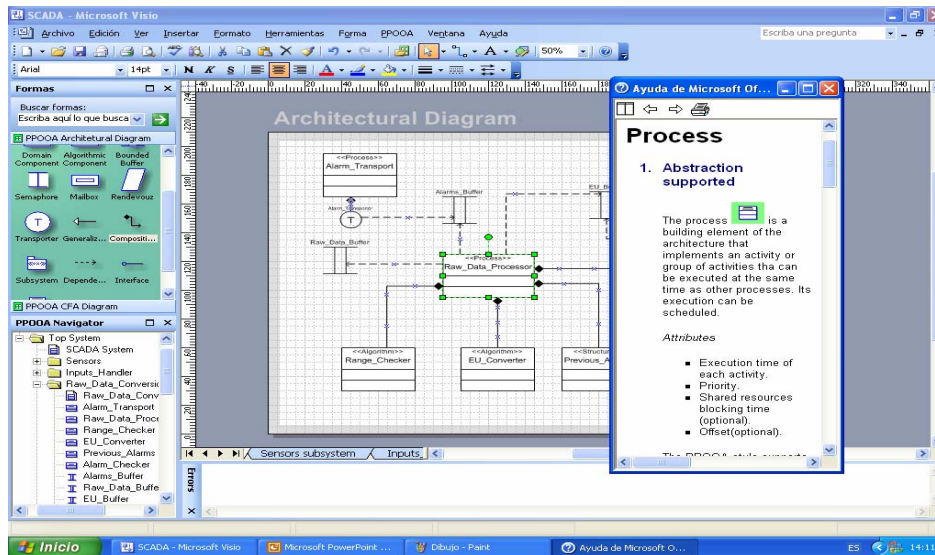 SCADA - Microsoft Visio
Archivo Edición Ver Insertar Formato Herramientas Forma PPOOA Ventana Ayuda
Escriba una pregunta
50%
Arial
14pt
N K S
Formas
Buscar formas:
Escriba aquí lo que busca
PPOOA Architetural Diagram
Domain Component
Algorithmic Component
Bounded Buffer
Semaphore Mailbox Rendevouz
Transporter Generaliz... Compositi...
Subsystem Depende... Interface
PPOOA CFA Diagram
PPOOA Navigator
Top System
SCADA System
Sensors
Inputs_Handler
Raw_Data_Conversic
Raw_Data_Conv
Alarm_Transport
Raw_Data_Proce
Range_Checker
EU_Converter
Previous_Alarms
Alarm_Checker
Alarms_Buffer
Raw_Data_Buffe
EU_Buffer
Architectural Diagram
<<Process>>
Alarm_Transport
Alarms_Buffer
T
Raw_Data_Buffer
<<Process>>
Raw_Data_Processor
<<Algorithm>>
Range_Checker
<<Algorithm>>
EU_Converter
<<Structur
Previous_A
Sensors subsystem
Inputs_
Errors
Ayuda de Microsoft Of...
Process
1. Abstraction
supported
The process is a
building element of the
architecture that
implements an activity or
group of activities tha can
be executed at the same
time as other processes. Its
execution can be
scheduled.
Attributes
Execution time of
each activity.
Priority.
Shared resources
blocking time
(optional).
Offset(optional).
The PPOOA style supports
Inicio
SCADA - Microsoft Visio
Microsoft PowerPoint ...
Dibujo - Paint
Ayuda de Microsoft O...
ES
14:11